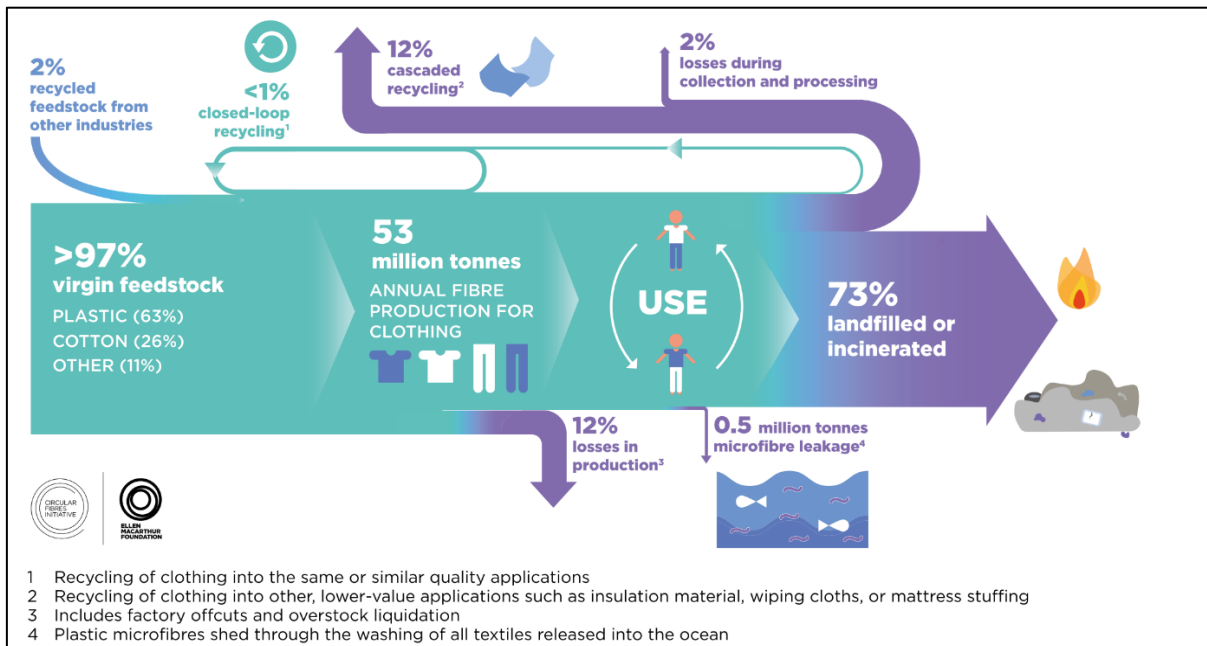 2%
recycled
feedstock from
other industries
<1%
closed-loop
recycling¹
12%
cascaded
recycling²
2%
losses during
collection and processing
>97%
virgin feedstock
PLASTIC (63%)
COTTON (26%)
OTHER (11%)
53
million tonnes
ANNUAL FIBRE
PRODUCTION FOR
CLOTHING
USE
73%
landfilled or
incinerated
12%
losses in
production³
0.5 million tonnes
microfibre leakage⁴
CIRCULAR
FIBRES
INITIATIVE
ELLEN
MACARTHUR
FOUNDATION
1 Recycling of clothing into the same or similar quality applications
2 Recycling of clothing into other, lower-value applications such as insulation material, wiping cloths, or mattress stuffing
3 Includes factory offcuts and overstock liquidation
4 Plastic microfibres shed through the washing of all textiles released into the ocean